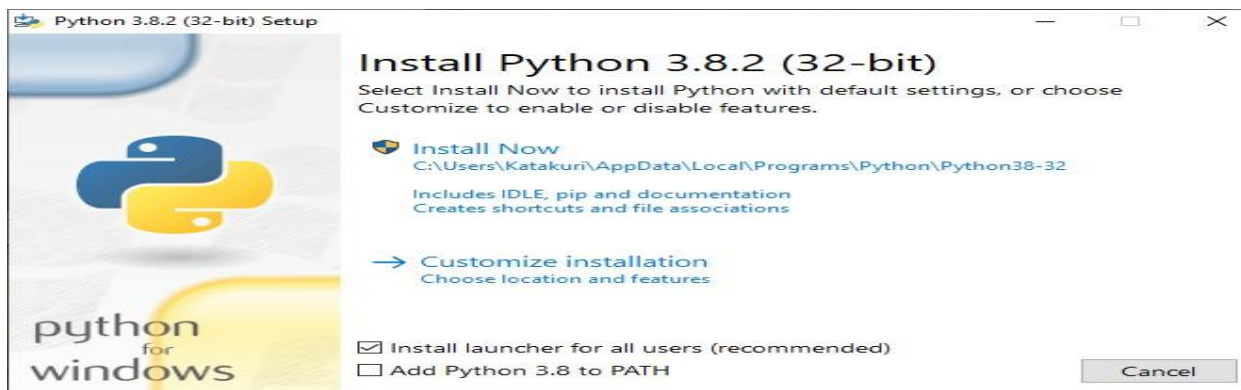 Python 3.8.2 (32-bit) Setup
Install Python 3.8.2 (32-bit)
Select Install Now to install Python with default settings, or choose
Customize to enable or disable features.
Install Now
C:\Users\Katakuri\AppData\Local\Programs\Python\Python38-32
Includes IDLE, pip and documentation
Creates shortcuts and file associations
Customize installation
Choose location and features
python
for
windows
Install launcher for all users (recommended)
Add Python 3.8 to PATH
Cancel